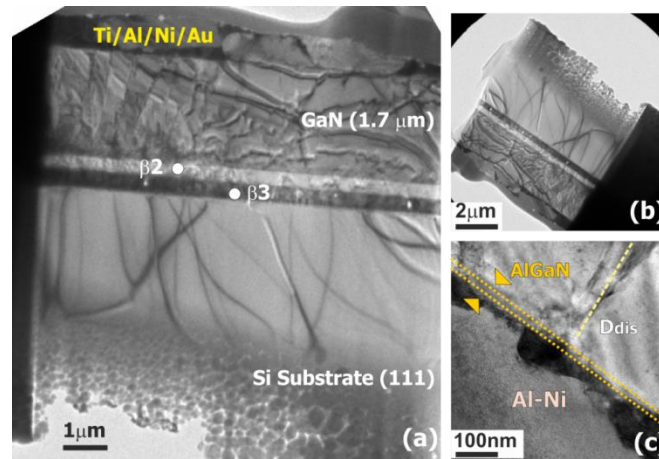 Ti/Al/Ni/Au
GaN (1.7 μm)
β2
β3
Si Substrate (111)
1μm
(a)
2μm
(b)
AlGaN
Ddis
Al-Ni
100nm
(c)